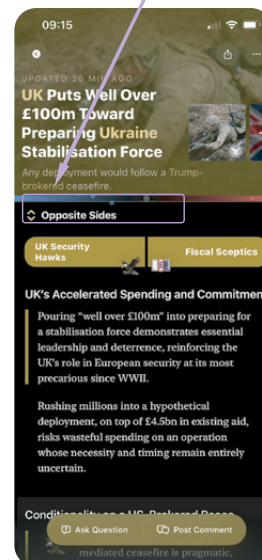 09:15
UPDATED 20 MIN AGO
UK Puts Well Over
£100m Toward
Preparing Ukraine
Stabilisation Force
Any deployment would follow a Trump-
brokered ceasefire.
Opposite Sides
UK Security
Hawks
Fiscal Sceptics
UK's Accelerated Spending and Commitmen
Pouring “well over £100m” into preparing for
a stabilisation force demonstrates essential
leadership and deterrence, reinforcing the
UK's role in European security at its most
precarious since WWII.
Rushing millions into a hypothetical
deployment, on top of £4.5bn in existing aid,
risks wasteful spending on an operation
whose necessity and timing remain entirely
uncertain.
Conditionality on a US-Brokered Peace
Ask Question
Post Comment
mediated ceasefire is pragmatic,